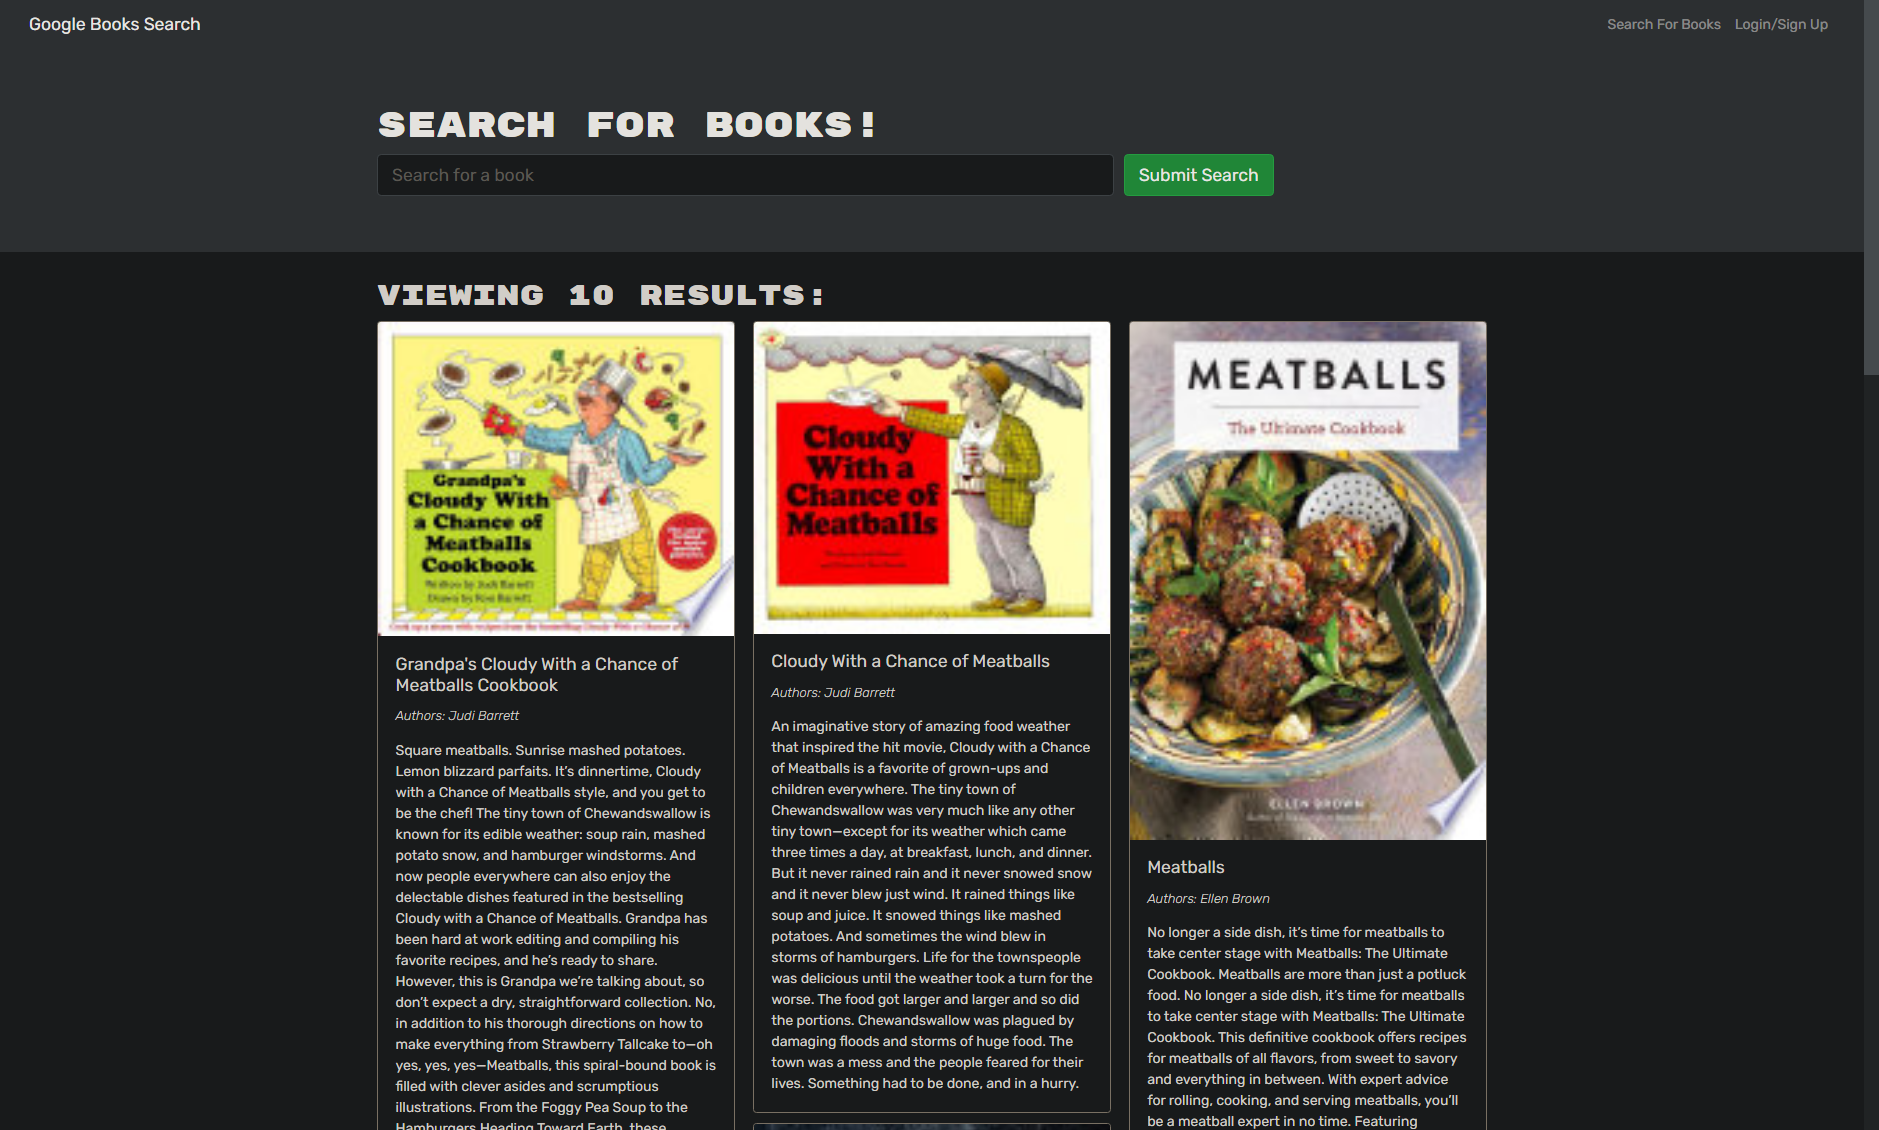 Google Books Search
Search For Books
Login/Sign Up
SEARCH FOR BOOKS!
Search for a book
Submit Search
VIEWING 10 RESULTS:
Grandpa's
Cloudy With
a Chance of
Meatballs
Cookbook
Written by Judi Barrett
Drawn by Ron Barrett
Grandpa's Cloudy With a Chance of
Meatballs Cookbook
Authors: Judi Barrett
Square meatballs. Sunrise mashed potatoes.
Lemon blizzard parfaits. It’s dinnertime, Cloudy
with a Chance of Meatballs style, and you get to
be the chef! The tiny town of Chewandswallow is
known for its edible weather: soup rain, mashed
potato snow, and hamburger windstorms. And
now people everywhere can also enjoy the
delectable dishes featured in the bestselling
Cloudy with a Chance of Meatballs. Grandpa has
been hard at work editing and compiling his
favorite recipes, and he’s ready to share.
However, this is Grandpa we’re talking about, so
don’t expect a dry, straightforward collection. No,
in addition to his thorough directions on how to
make everything from Strawberry Tallcake to—oh
yes, yes, yes—Meatballs, this spiral-bound book is
filled with clever asides and scrumptious
illustrations. From the Foggy Pea Soup to the
Hamburgers Heading Toward Earth, these
Cloudy
With a
Chance of
Meatballs
Cloudy With a Chance of Meatballs
Authors: Judi Barrett
An imaginative story of amazing food weather
that inspired the hit movie, Cloudy with a Chance
of Meatballs is a favorite of grown-ups and
children everywhere. The tiny town of
Chewandswallow was very much like any other
tiny town—except for its weather which came
three times a day, at breakfast, lunch, and dinner.
But it never rained rain and it never snowed snow
and it never blew just wind. It rained things like
soup and juice. It snowed things like mashed
potatoes. And sometimes the wind blew in
storms of hamburgers. Life for the townspeople
was delicious until the weather took a turn for the
worse. The food got larger and larger and so did
the portions. Chewandswallow was plagued by
damaging floods and storms of huge food. The
town was a mess and the people feared for their
lives. Something had to be done, and in a hurry.
MEATBALLS
The Ultimate Cookbook
ELLEN BROWN
Meatballs
Authors: Ellen Brown
No longer a side dish, it’s time for meatballs to
take center stage with Meatballs: The Ultimate
Cookbook. Meatballs are more than just a potluck
food. No longer a side dish, it’s time for meatballs
to take center stage with Meatballs: The Ultimate
Cookbook. This definitive cookbook offers recipes
for meatballs of all flavors, from sweet to savory
and everything in between. With expert advice
for rolling, cooking, and serving meatballs, you’ll
be a meatball expert in no time. Featuring